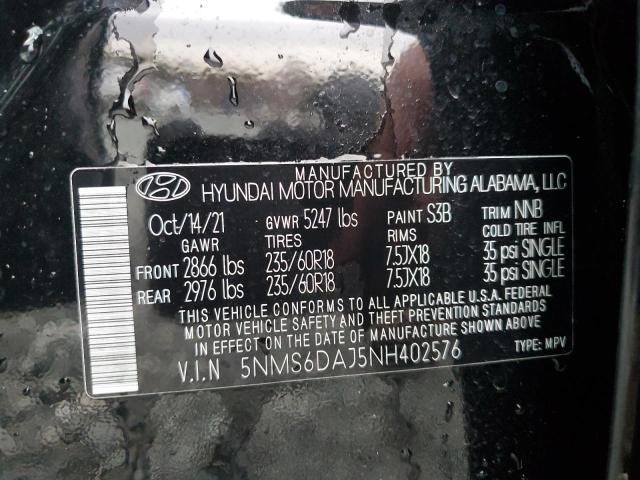 MANUFACTURED BY
HYUNDAI MOTOR MANUFACTURING ALABAMA, LLC
Oct/14/21 GVWR 5247 lbs PAINT S3B TRIM NNB
GAWR TIRES RIMS COLD TIRE INFL
FRONT 2866 lbs 235/60R18 7.5JX18 35 psi SINGLE
REAR 2976 lbs 235/60R18 7.5JX18 35 psi SINGLE
THIS VEHICLE CONFORMS TO ALL APPLICABLE U.S.A. FEDERAL
MOTOR VEHICLE SAFETY AND THEFT PREVENTION STANDARDS
IN EFFECT ON THE DATE OF MANUFACTURE SHOWN ABOVE.
V.I.N 5NMS6DAJ5NH402576 TYPE: MPV